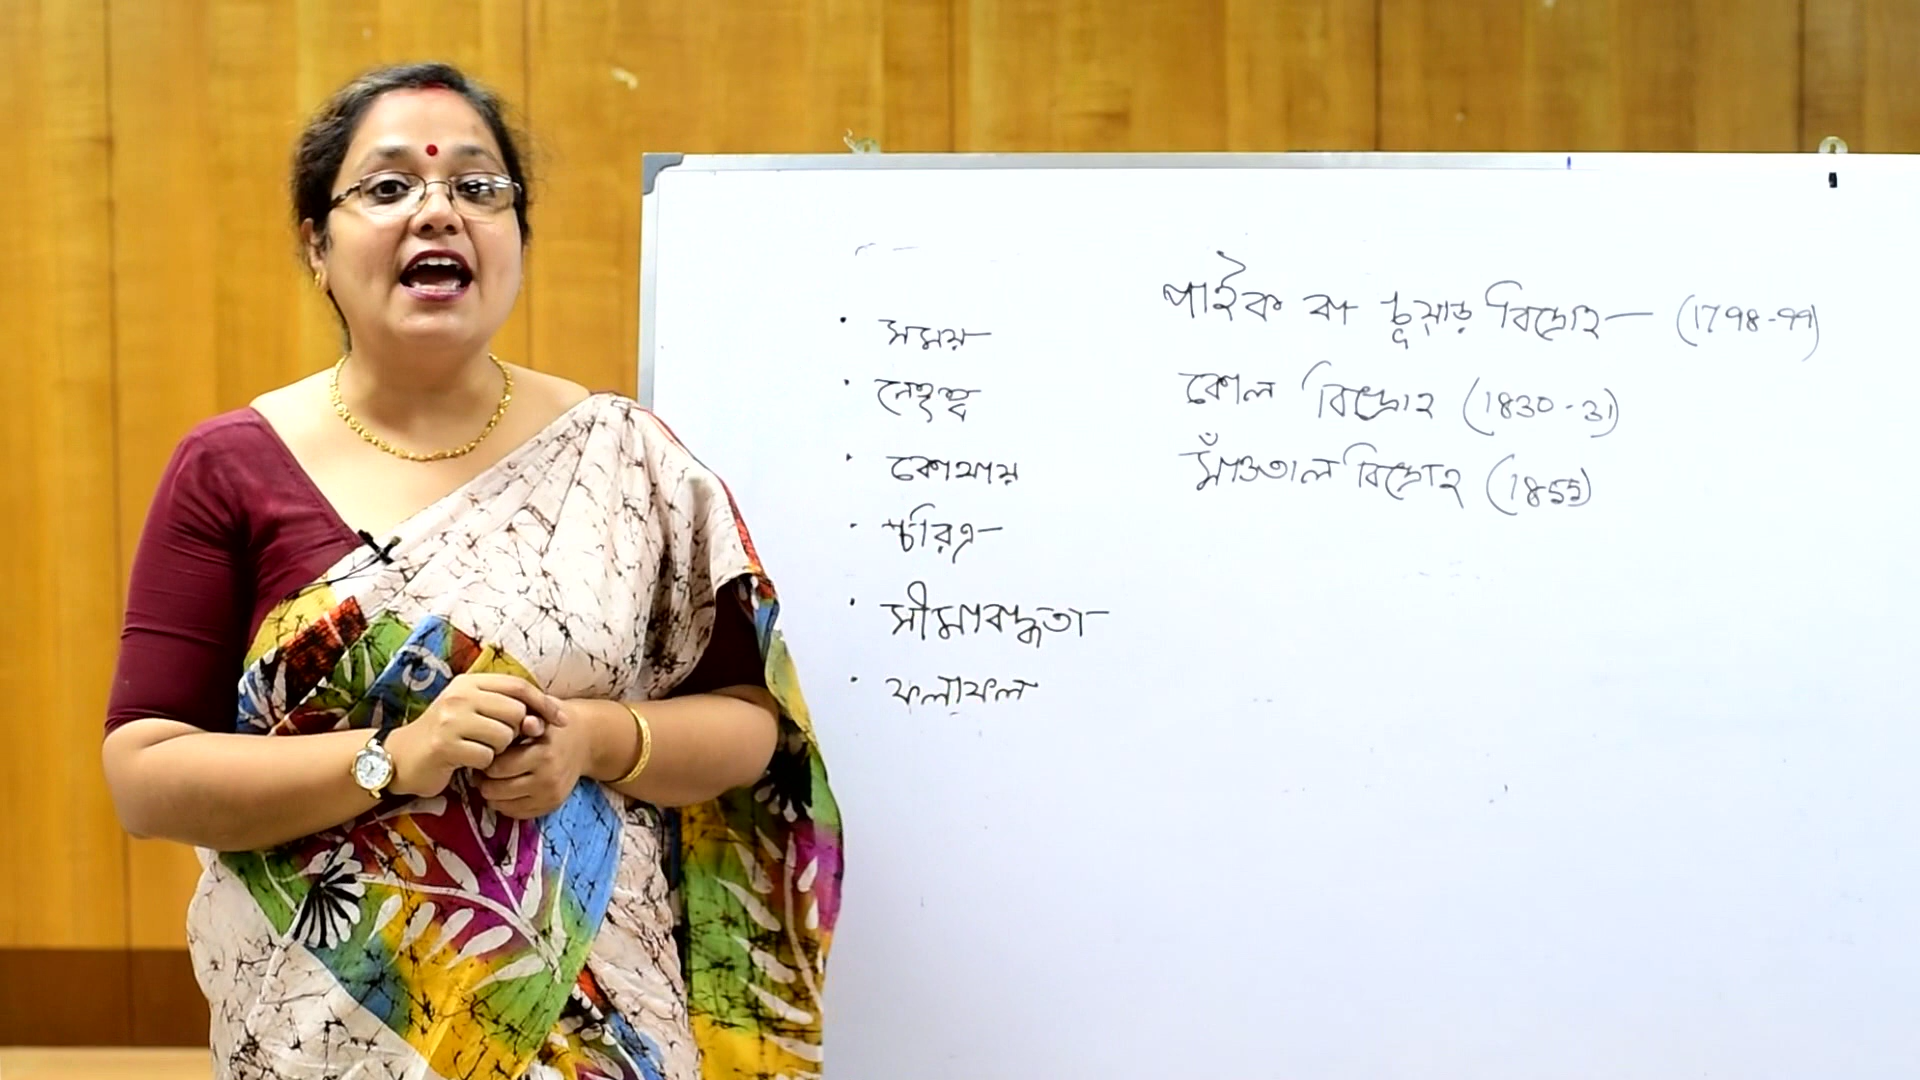 • সময়
• নেতৃত্ব
• কোথায়
• চরিত্র
• সীমাবদ্ধতা
• ফলাফল
পাইক বা চুয়াড় বিদ্রোহ - (1798-99)
কোল বিদ্রোহ (1830-31)
সাঁওতাল বিদ্রোহ (1855)